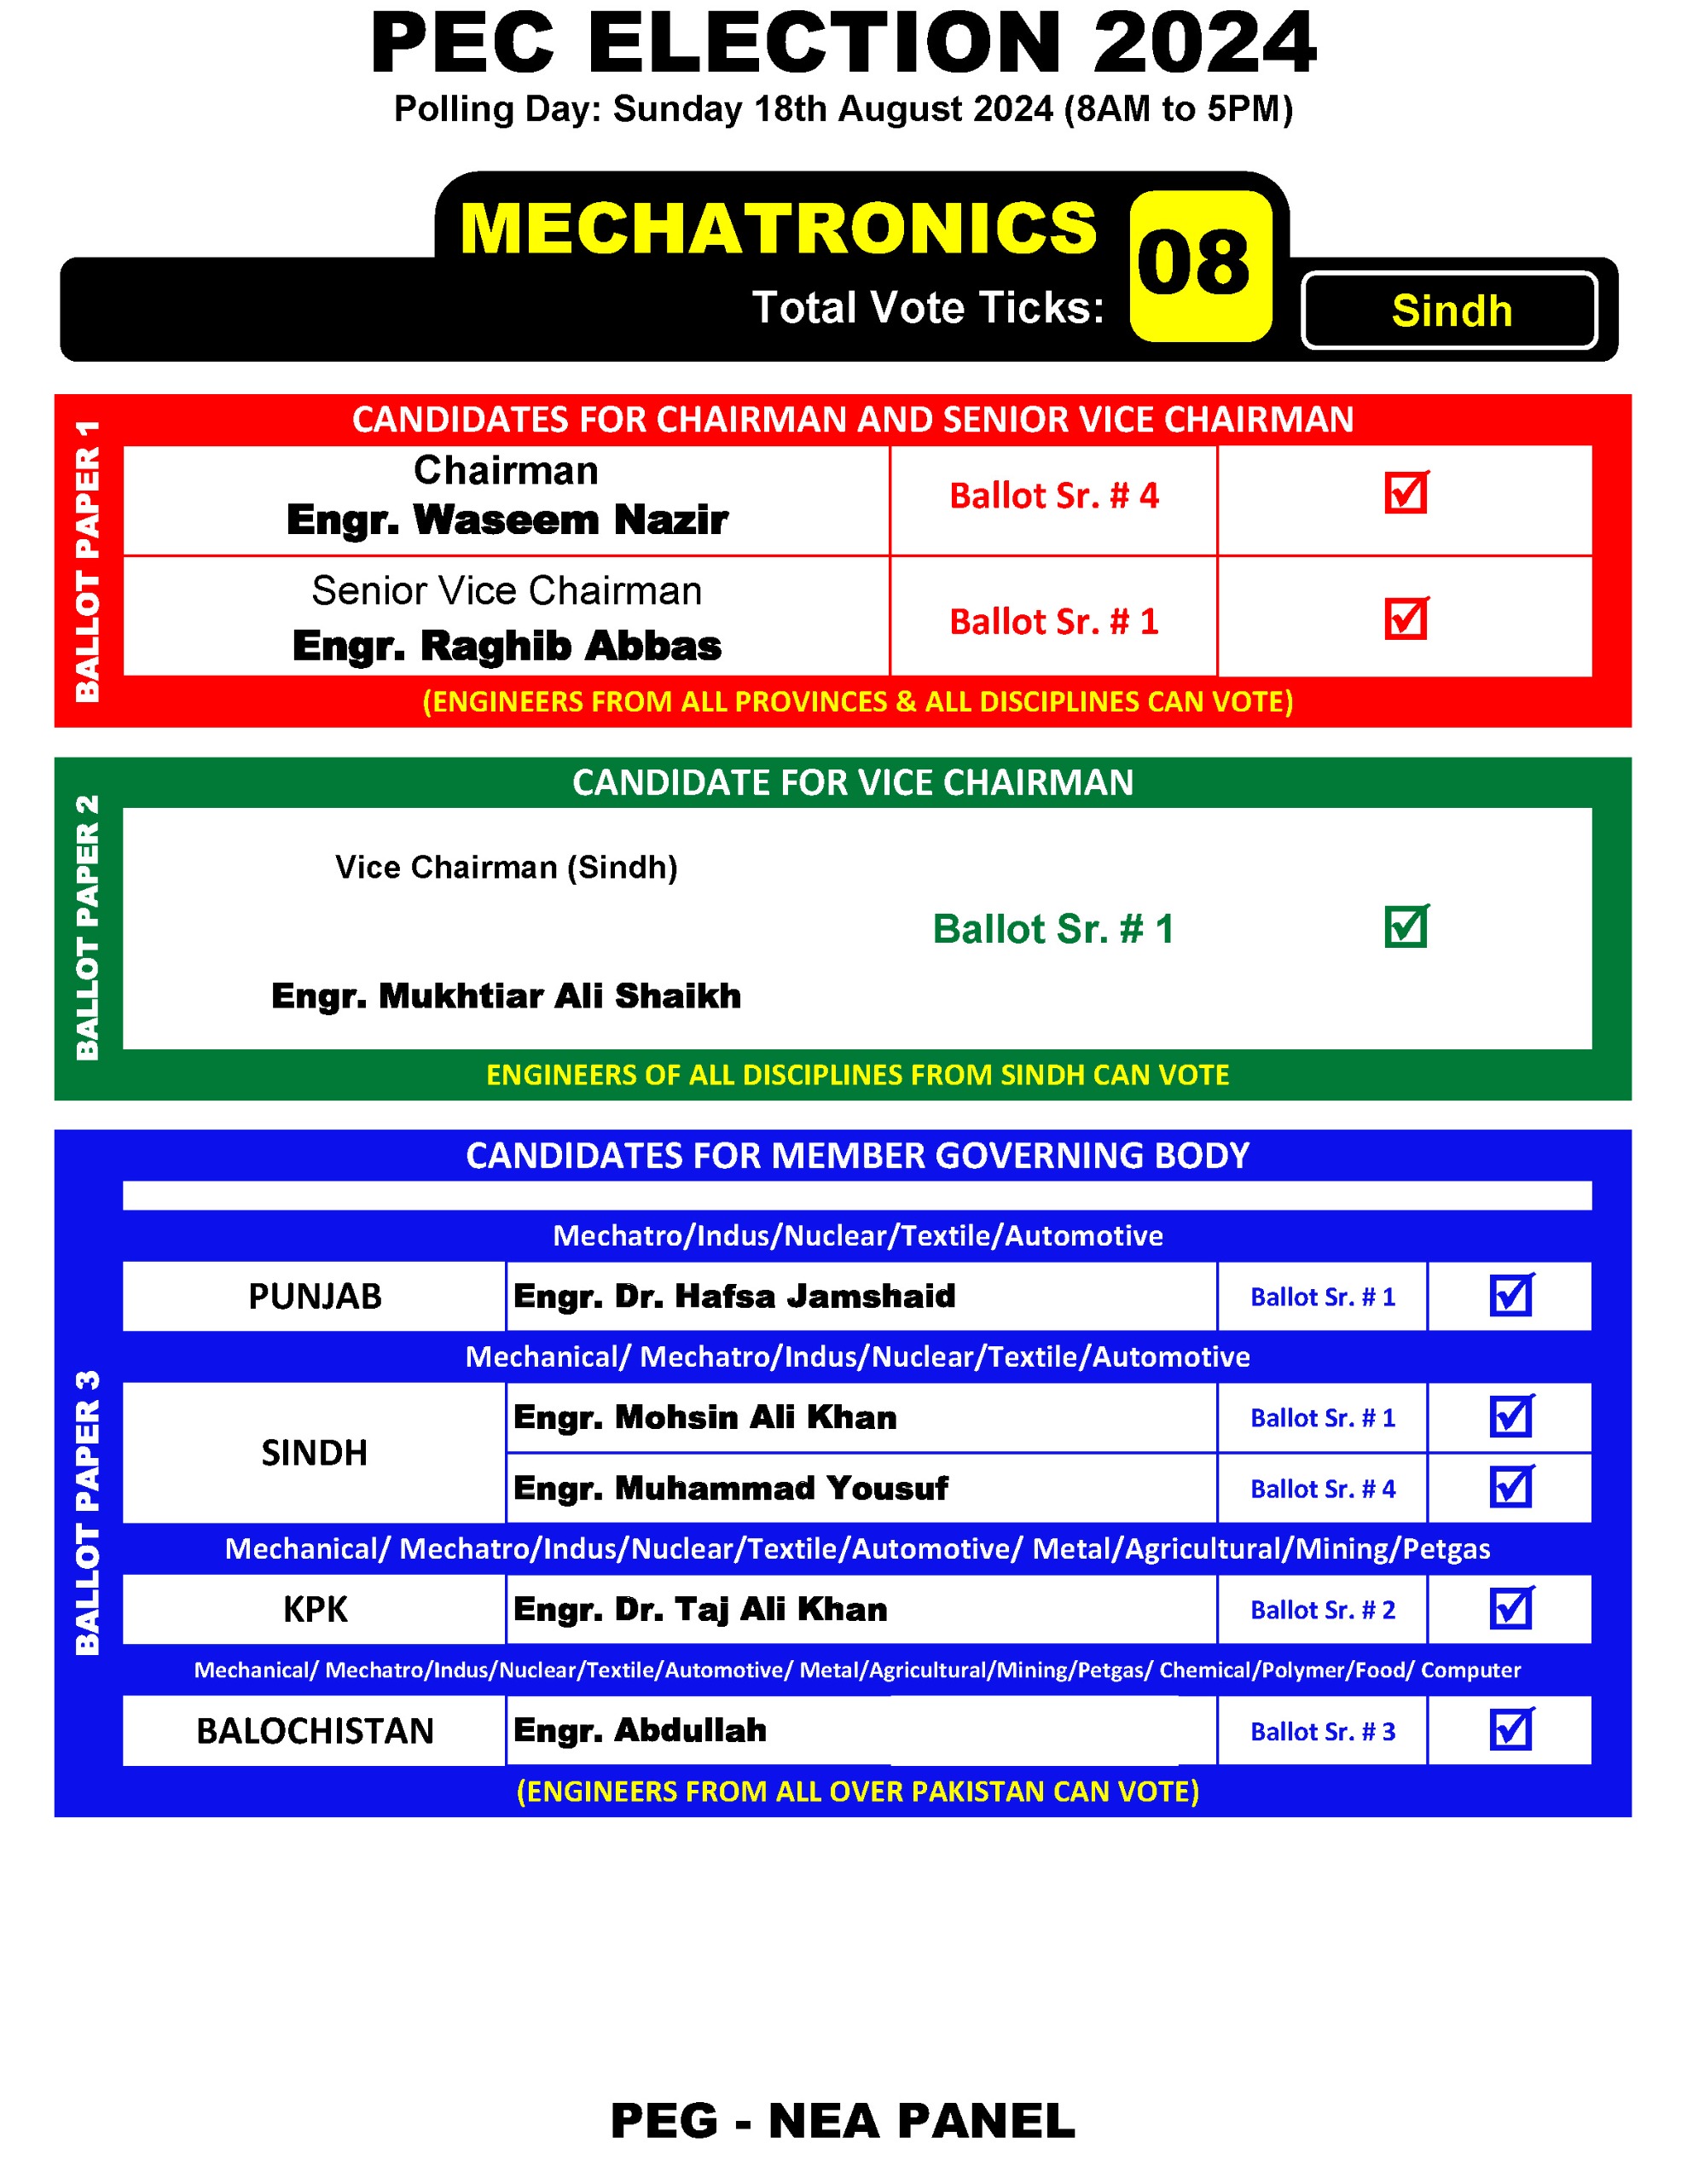 PEC ELECTION 2024
Polling Day: Sunday 18th August 2024 (8AM to 5PM)
MECHATRONICS
08
Total Vote Ticks:
Sindh
BALLOT PAPER 1
CANDIDATES FOR CHAIRMAN AND SENIOR VICE CHAIRMAN
Chairman
Engr. Waseem Nazir
Ballot Sr. # 4
Senior Vice Chairman
Engr. Raghib Abbas
Ballot Sr. # 1
(ENGINEERS FROM ALL PROVINCES & ALL DISCIPLINES CAN VOTE)
BALLOT PAPER 2
CANDIDATE FOR VICE CHAIRMAN
Vice Chairman (Sindh)
Ballot Sr. # 1
Engr. Mukhtiar Ali Shaikh
ENGINEERS OF ALL DISCIPLINES FROM SINDH CAN VOTE
BALLOT PAPER 3
CANDIDATES FOR MEMBER GOVERNING BODY
Mechatro/Indus/Nuclear/Textile/Automotive
PUNJAB Engr. Dr. Hafsa Jamshaid Ballot Sr. # 1
Mechanical/ Mechatro/Indus/Nuclear/Textile/Automotive
SINDH
Engr. Mohsin Ali Khan Ballot Sr. # 1
Engr. Muhammad Yousuf Ballot Sr. # 4
Mechanical/ Mechatro/Indus/Nuclear/Textile/Automotive/ Metal/Agricultural/Mining/Petgas
KPK Engr. Dr. Taj Ali Khan Ballot Sr. # 2
Mechanical/ Mechatro/Indus/Nuclear/Textile/Automotive/ Metal/Agricultural/Mining/Petgas/ Chemical/Polymer/Food/ Computer
BALOCHISTAN Engr. Abdullah Ballot Sr. # 3
(ENGINEERS FROM ALL OVER PAKISTAN CAN VOTE)
PEG - NEA PANEL